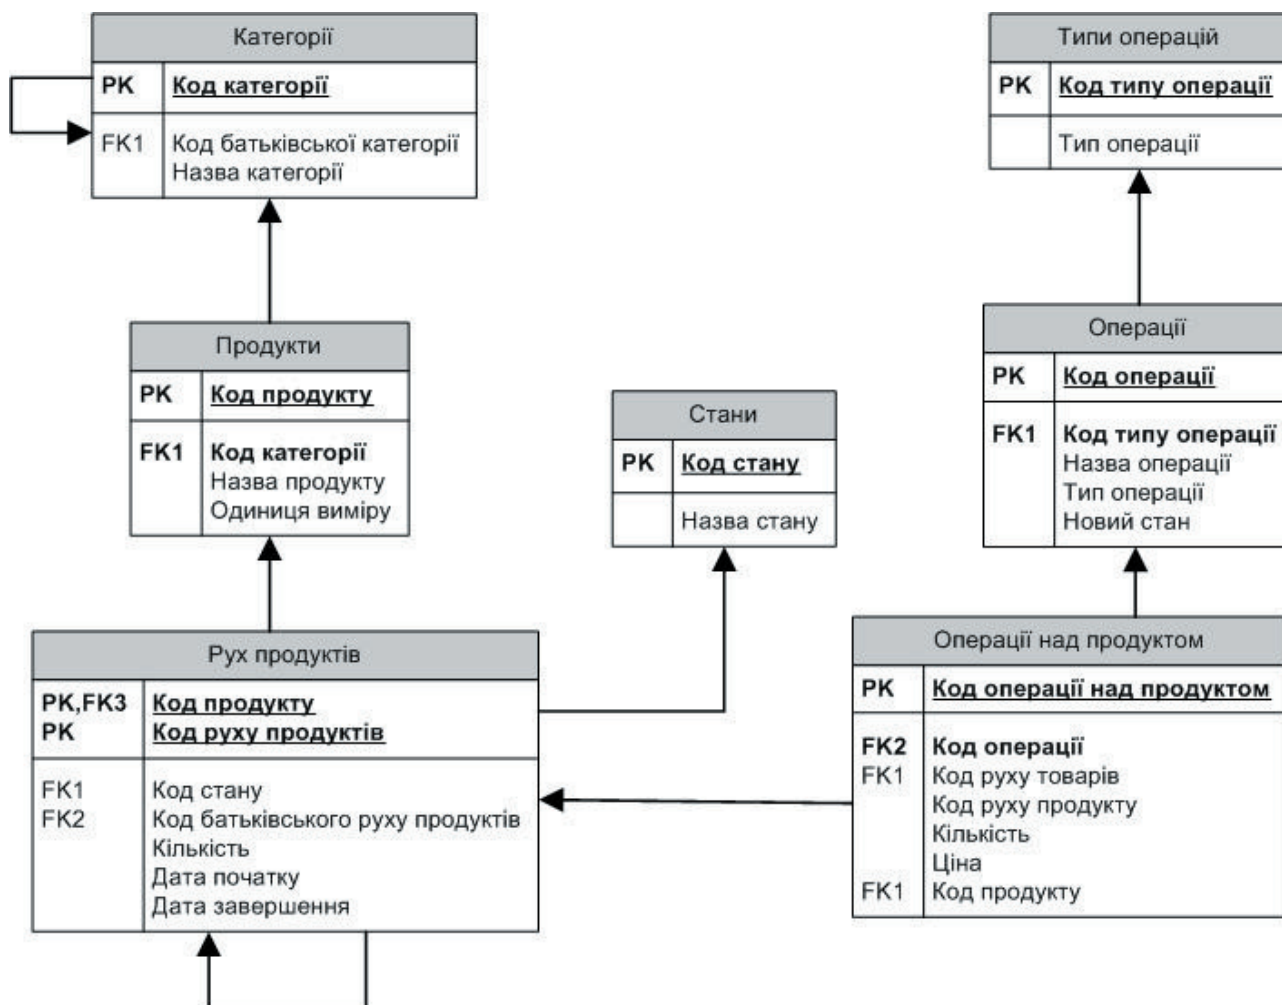 Категорії
PK Код категорії
FK1 Код батьківської категорії
Назва категорії
Типи операцій
PK Код типу операції
Тип операції
Продукти
PK Код продукту
FK1 Код категорії
Назва продукту
Одиниця виміру
Стани
PK Код стану
Назва стану
Операції
PK Код операції
FK1 Код типу операції
Назва операції
Тип операції
Новий стан
Рух продуктів
PK,FK3 Код продукту
PK Код руху продуктів
FK1 Код стану
FK2 Код батьківського руху продуктів
Кількість
Дата початку
Дата завершення
Операції над продуктом
PK Код операції над продуктом
FK2 Код операції
FK1 Код руху товарів
Код руху продукту
Кількість
Ціна
FK1 Код продукту